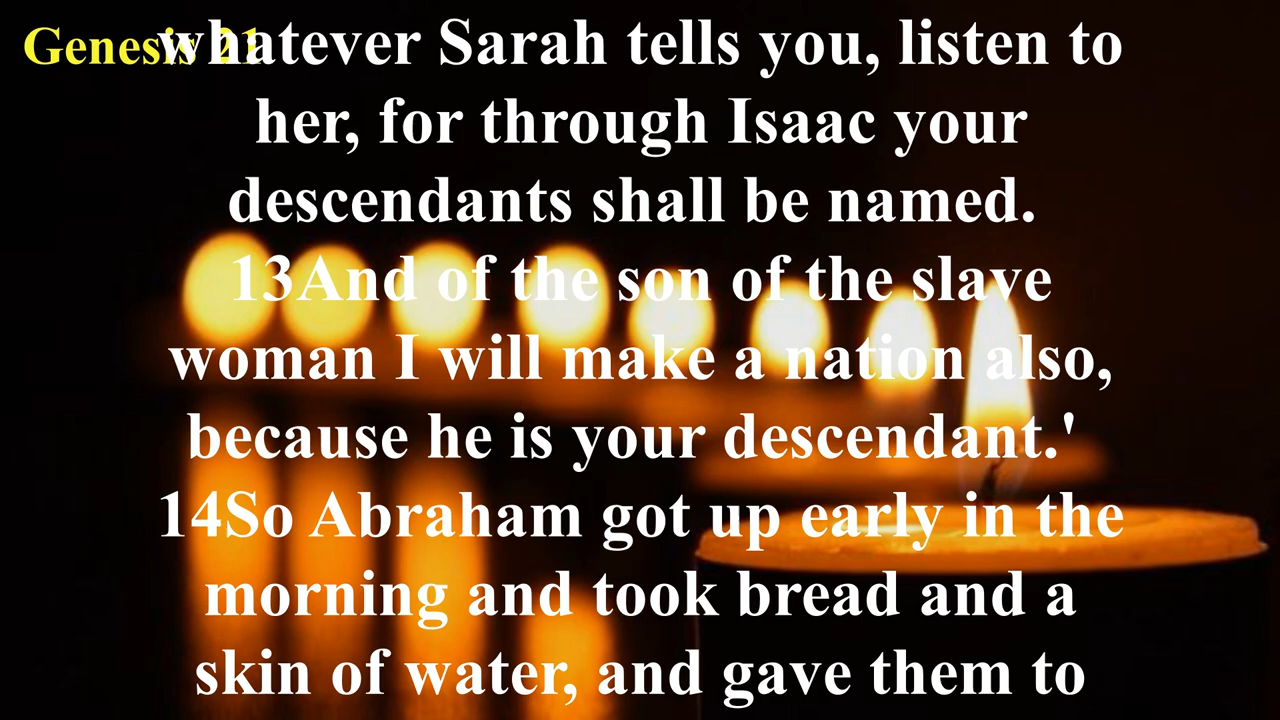 Genesis 21
whatever Sarah tells you, listen to
her, for through Isaac your
descendants shall be named.
13And of the son of the slave
woman I will make a nation also,
because he is your descendant.'
14So Abraham got up early in the
morning and took bread and a
skin of water, and gave them to